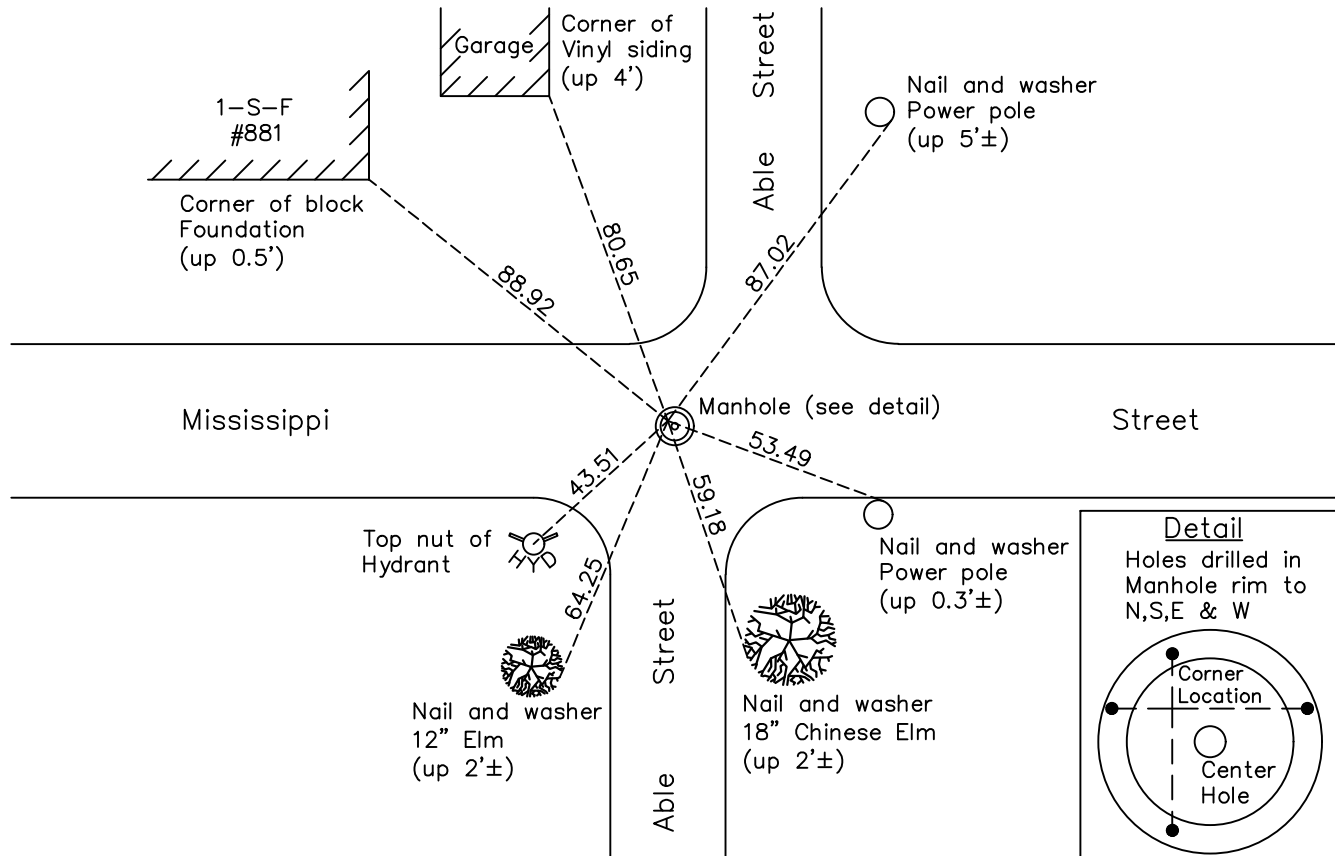 Garage
Corner of
Vinyl siding
(up 4')
Able Street
Nail and washer
Power pole
(up 5'±)
1-S-F
#881
Corner of block
Foundation
(up 0.5')
80.65
87.02
88.92
Mississippi
Manhole (see detail)
Street
43.51
53.49
59.18
64.25
Top nut of
Hydrant
HYD
Nail and washer
Power pole
(up 0.3'±)
Able Street
Nail and washer
12" Elm
(up 2'±)
Nail and washer
18" Chinese Elm
(up 2'±)
Detail
Holes drilled in
Manhole rim to
N,S,E & W
Corner
Location
Center
Hole